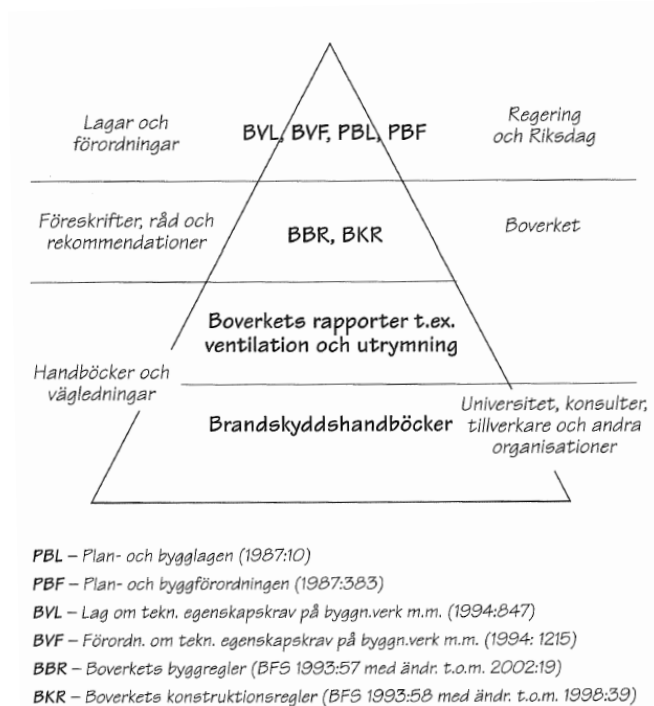 Lagar och
förordningar
BVL, BVF, PBL, PBF
Regering
och Riksdag
Föreskrifter, råd och
rekommendationer
BBR, BKR
Boverket
Boverkets rapporter t.ex.
ventilation och utrymning
Handböcker och
vägledningar
Brandskyddshandböcker
Universitet, konsulter,
tillverkare och andra
organisationer
PBL – Plan- och bygglagen (1987:10)
PBF – Plan- och byggförordningen (1987:383)
BVL – Lag om tekn. egenskapskrav på byggn.verk m.m. (1994:847)
BVF – Förordn. om tekn. egenskapskrav på byggn.verk m.m. (1994: 1215)
BBR – Boverkets byggregler (BFS 1993:57 med ändr. t.o.m. 2002:19)
BKR – Boverkets konstruktionsregler (BFS 1993:58 med ändr. t.o.m. 1998:39)